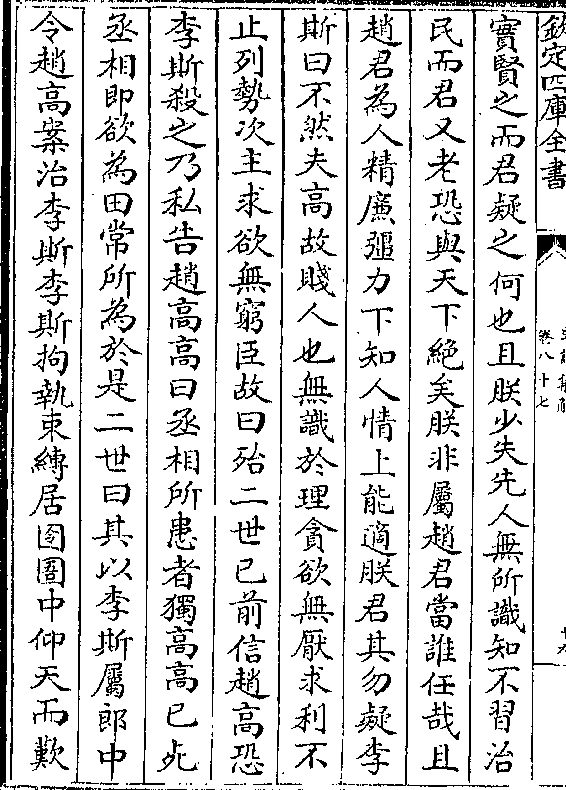 欽定四庫全書
卷八十七
實賢之而君疑之何也且朕少失先人無所識知不習治
民而君又老恐與天下絶矣朕非屬趙君當誰任哉且
趙君為人精廉彊力下知人情上能適朕君其勿疑李
斯曰不然夫高故賤人也無識於理貪欲無厭求利不
止列勢次主求欲無窮臣故曰殆二世已前信趙高恐
李斯殺之乃私告趙高高曰丞相所患者獨高高已死
丞相即欲為田常所為於是二世曰其以李斯屬郎中
令趙高案治李斯李斯拘執束縛居囹圄中仰天而歎